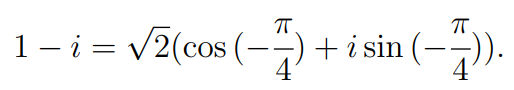 1 − i = √2(cos (−π/4) + i sin (−π/4)).